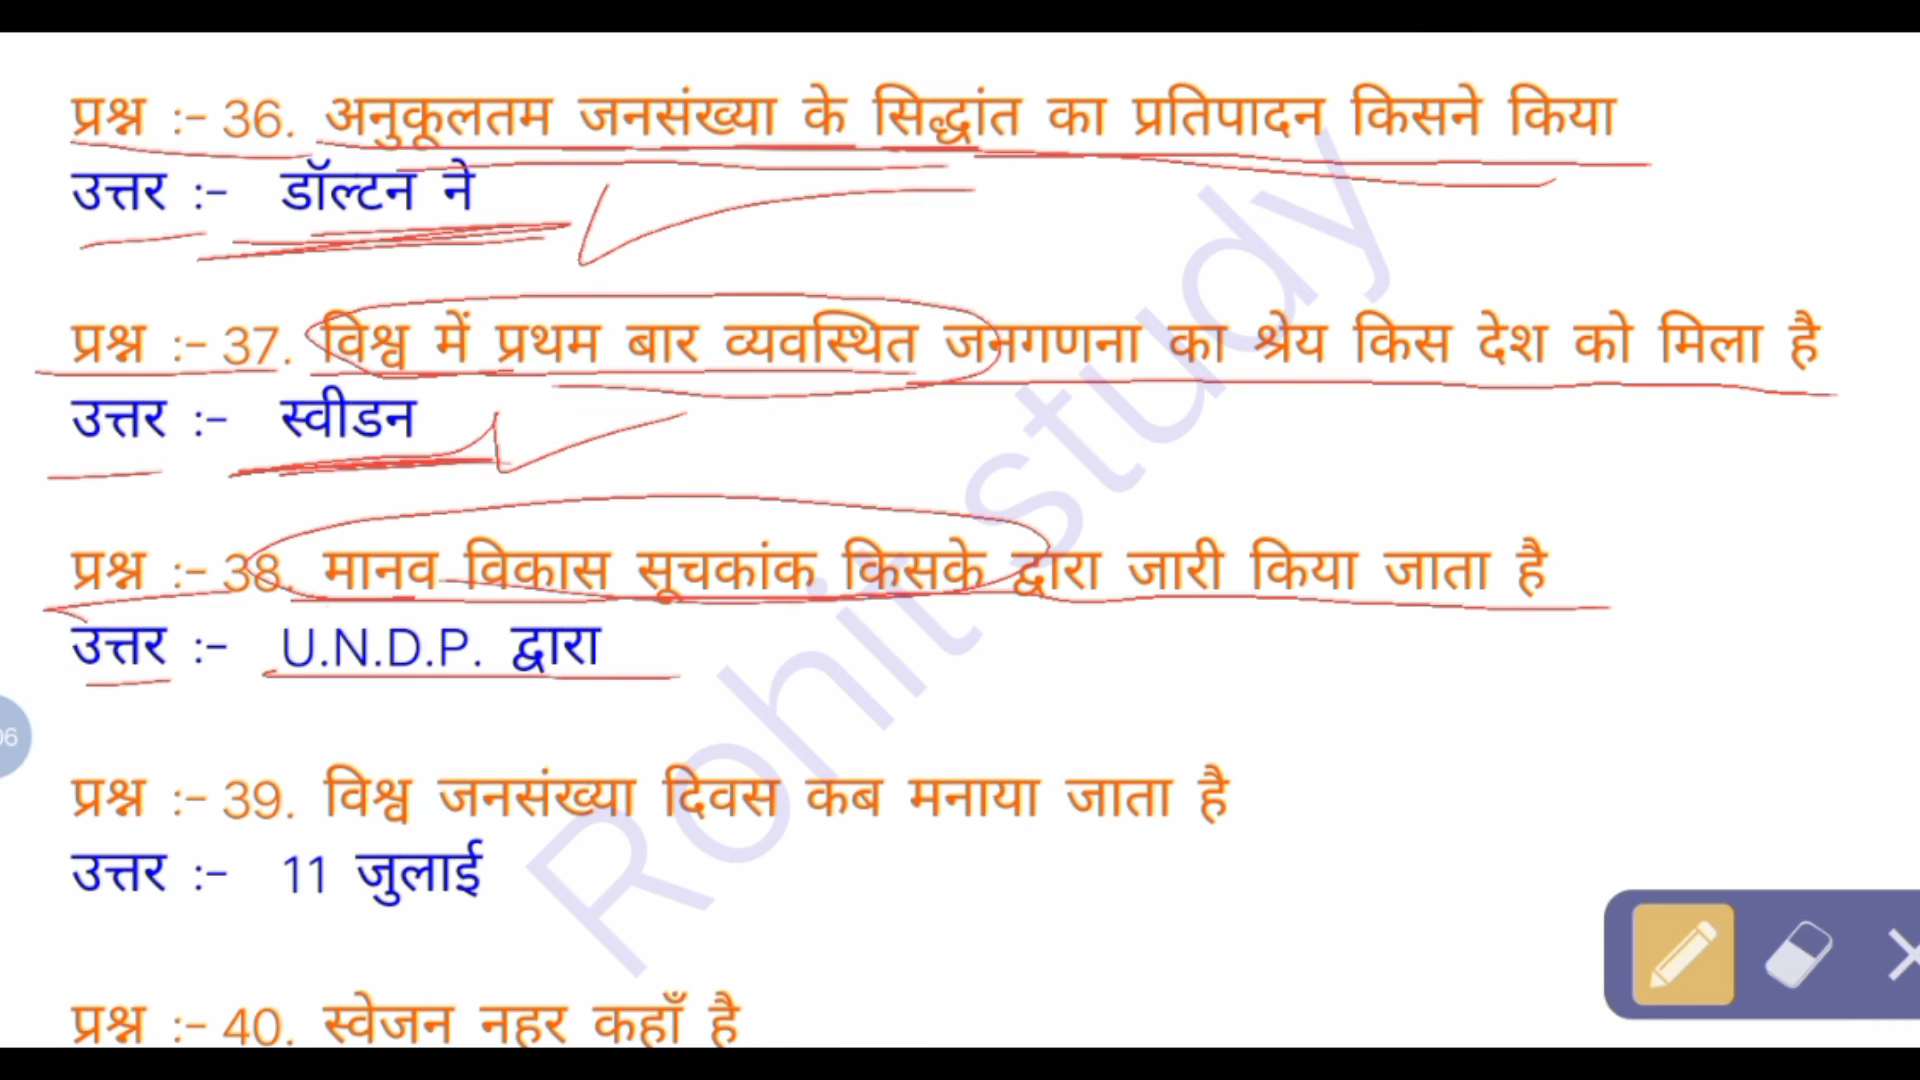 प्रश्न :- 36. अनुकूलतम जनसंख्या के सिद्धांत का प्रतिपादन किसने किया
उत्तर :- डॉल्टन ने
प्रश्न :- 37. विश्व में प्रथम बार व्यवस्थित जनगणना का श्रेय किस देश को मिला है
उत्तर :- स्वीडन
प्रश्न :- 38. मानव विकास सूचकांक किसके द्वारा जारी किया जाता है
उत्तर :- U.N.D.P. द्वारा
06
प्रश्न :- 39. विश्व जनसंख्या दिवस कब मनाया जाता है
उत्तर :- 11 जुलाई
प्रश्न :- 40. स्वेजन नहर कहाँ है
Rohit study